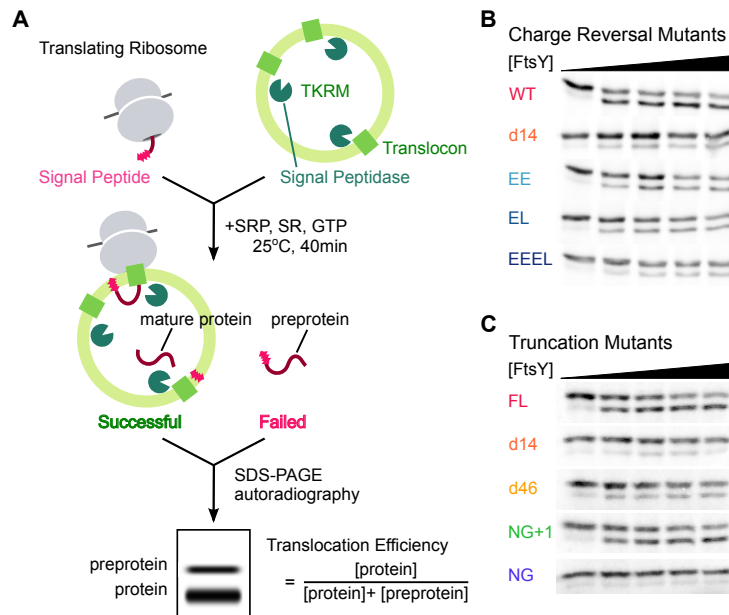 A
Translating Ribosome
TKRM
Translocon
Signal Peptide
Signal Peptidase
+SRP, SR, GTP
25°C, 40min
mature protein
preprotein
Successful
Failed
SDS-PAGE
autoradiography
preprotein
protein
Translocation Efficiency
= [protein]
[protein]+ [preprotein]
B
Charge Reversal Mutants
[FtsY]
WT
d14
EE
EL
EEEL
C
Truncation Mutants
[FtsY]
FL
d14
d46
NG+1
NG